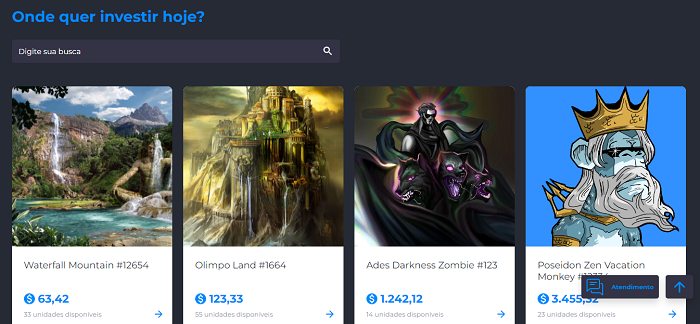 Onde quer investir hoje?
Digite sua busca
Waterfall Mountain #12654
Olimpo Land #1664
Ades Darkness Zombie #123
Poseidon Zen Vacation
Monkey
63,42
123,33
1.242,12
3.455,
Atendimento
33 unidades disponíveis
55 unidades disponíveis
14 unidades disponíveis
23 unidades disponíveis